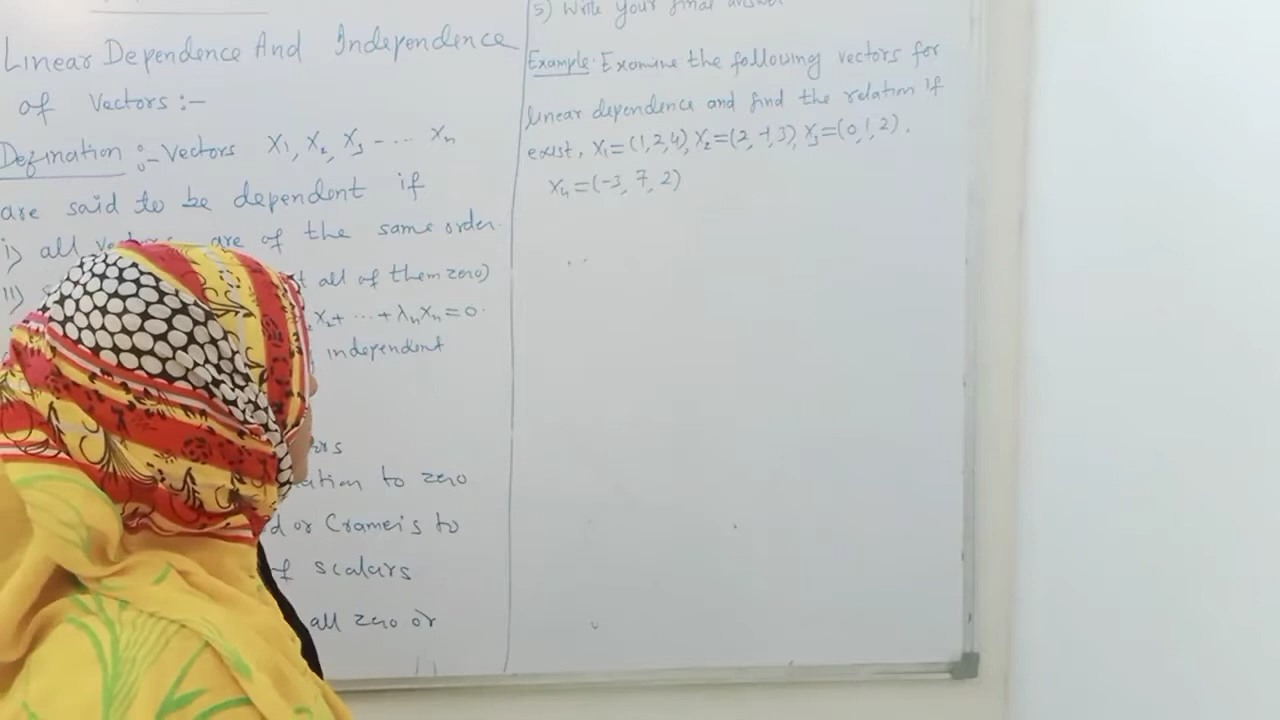 Linear Dependence And Independence
of Vectors :-
Defination :- Vectors X1, X2, X3 - ... Xn
are said to be dependent if
i) all vectors are of the same order.
ii) all of them zero)
X2 + ... + λnXn = 0.
independent
ation to zero
or Cramer's to
of scalars
all zero or
5) Write your final answer
Example. Examine the following vectors for
linear dependence and find the relation if
exist, X1=(1,2,4), X2=(2,-1,3), X3=(0,1,2),
X4=(-3, 7, 2)